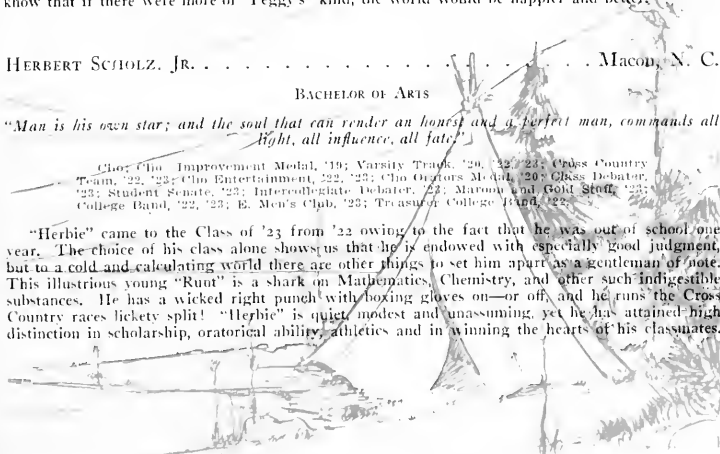 know that if there were more of "Peggy's" kind, the world would be happier and better.
HERBERT SCHOLZ, JR. . . . . . . . . . . . . . . . . . . . . . . Macon, N. C.
BACHELOR OF ARTS
"Man is his own star; and the soul that can render an honest and a perfect man, commands all
light, all influence, all fate."
Clio; Clio Improvement Medal, '19; Varsity Track, '20, '22, '23; Cross Country
Team, '22, '23; Clio Entertainment, '22, '23; Clio Orators Medal, '20; Class Debater,
'23; Student Senate, '23; Intercollegiate Debater, '23; Maroon and Gold Staff, '23;
College Band, '22, '23; E. Men's Club, '23; Treasurer College Band, '22;
"Herbie" came to the Class of '23 from '22 owing to the fact that he was out of school one
year. The choice of his class alone shows us that he is endowed with especially good judgment,
but to a cold and calculating world there are other things to set him apart as a gentleman of note.
This illustrious young "Runt" is a shark on Mathematics, Chemistry, and other such indigestible
substances. He has a wicked right punch with boxing gloves on—or off, and he runs the Cross
Country races lickety split! "Herbie" is quiet, modest and unassuming, yet he has attained high
distinction in scholarship, oratorical ability, athletics and in winning the hearts of his classmates.